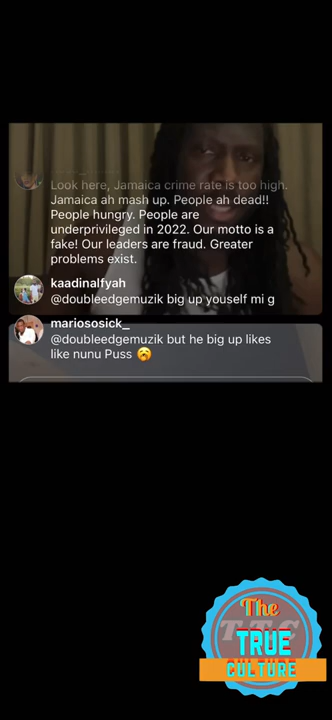 Look here, Jamaica crime rate is too high.
Jamaica ah mash up. People ah dead!!
People hungry. People are
underprivileged in 2022. Our motto is a
fake! Our leaders are fraud. Greater
problems exist.
kaadinalfyah
@doubleedgemuzik big up youself mi g
mariososick_
@doubleedgemuzik but he big up likes
like nunu Puss 🥱
The
T.T.C
TRUE
CULTURE